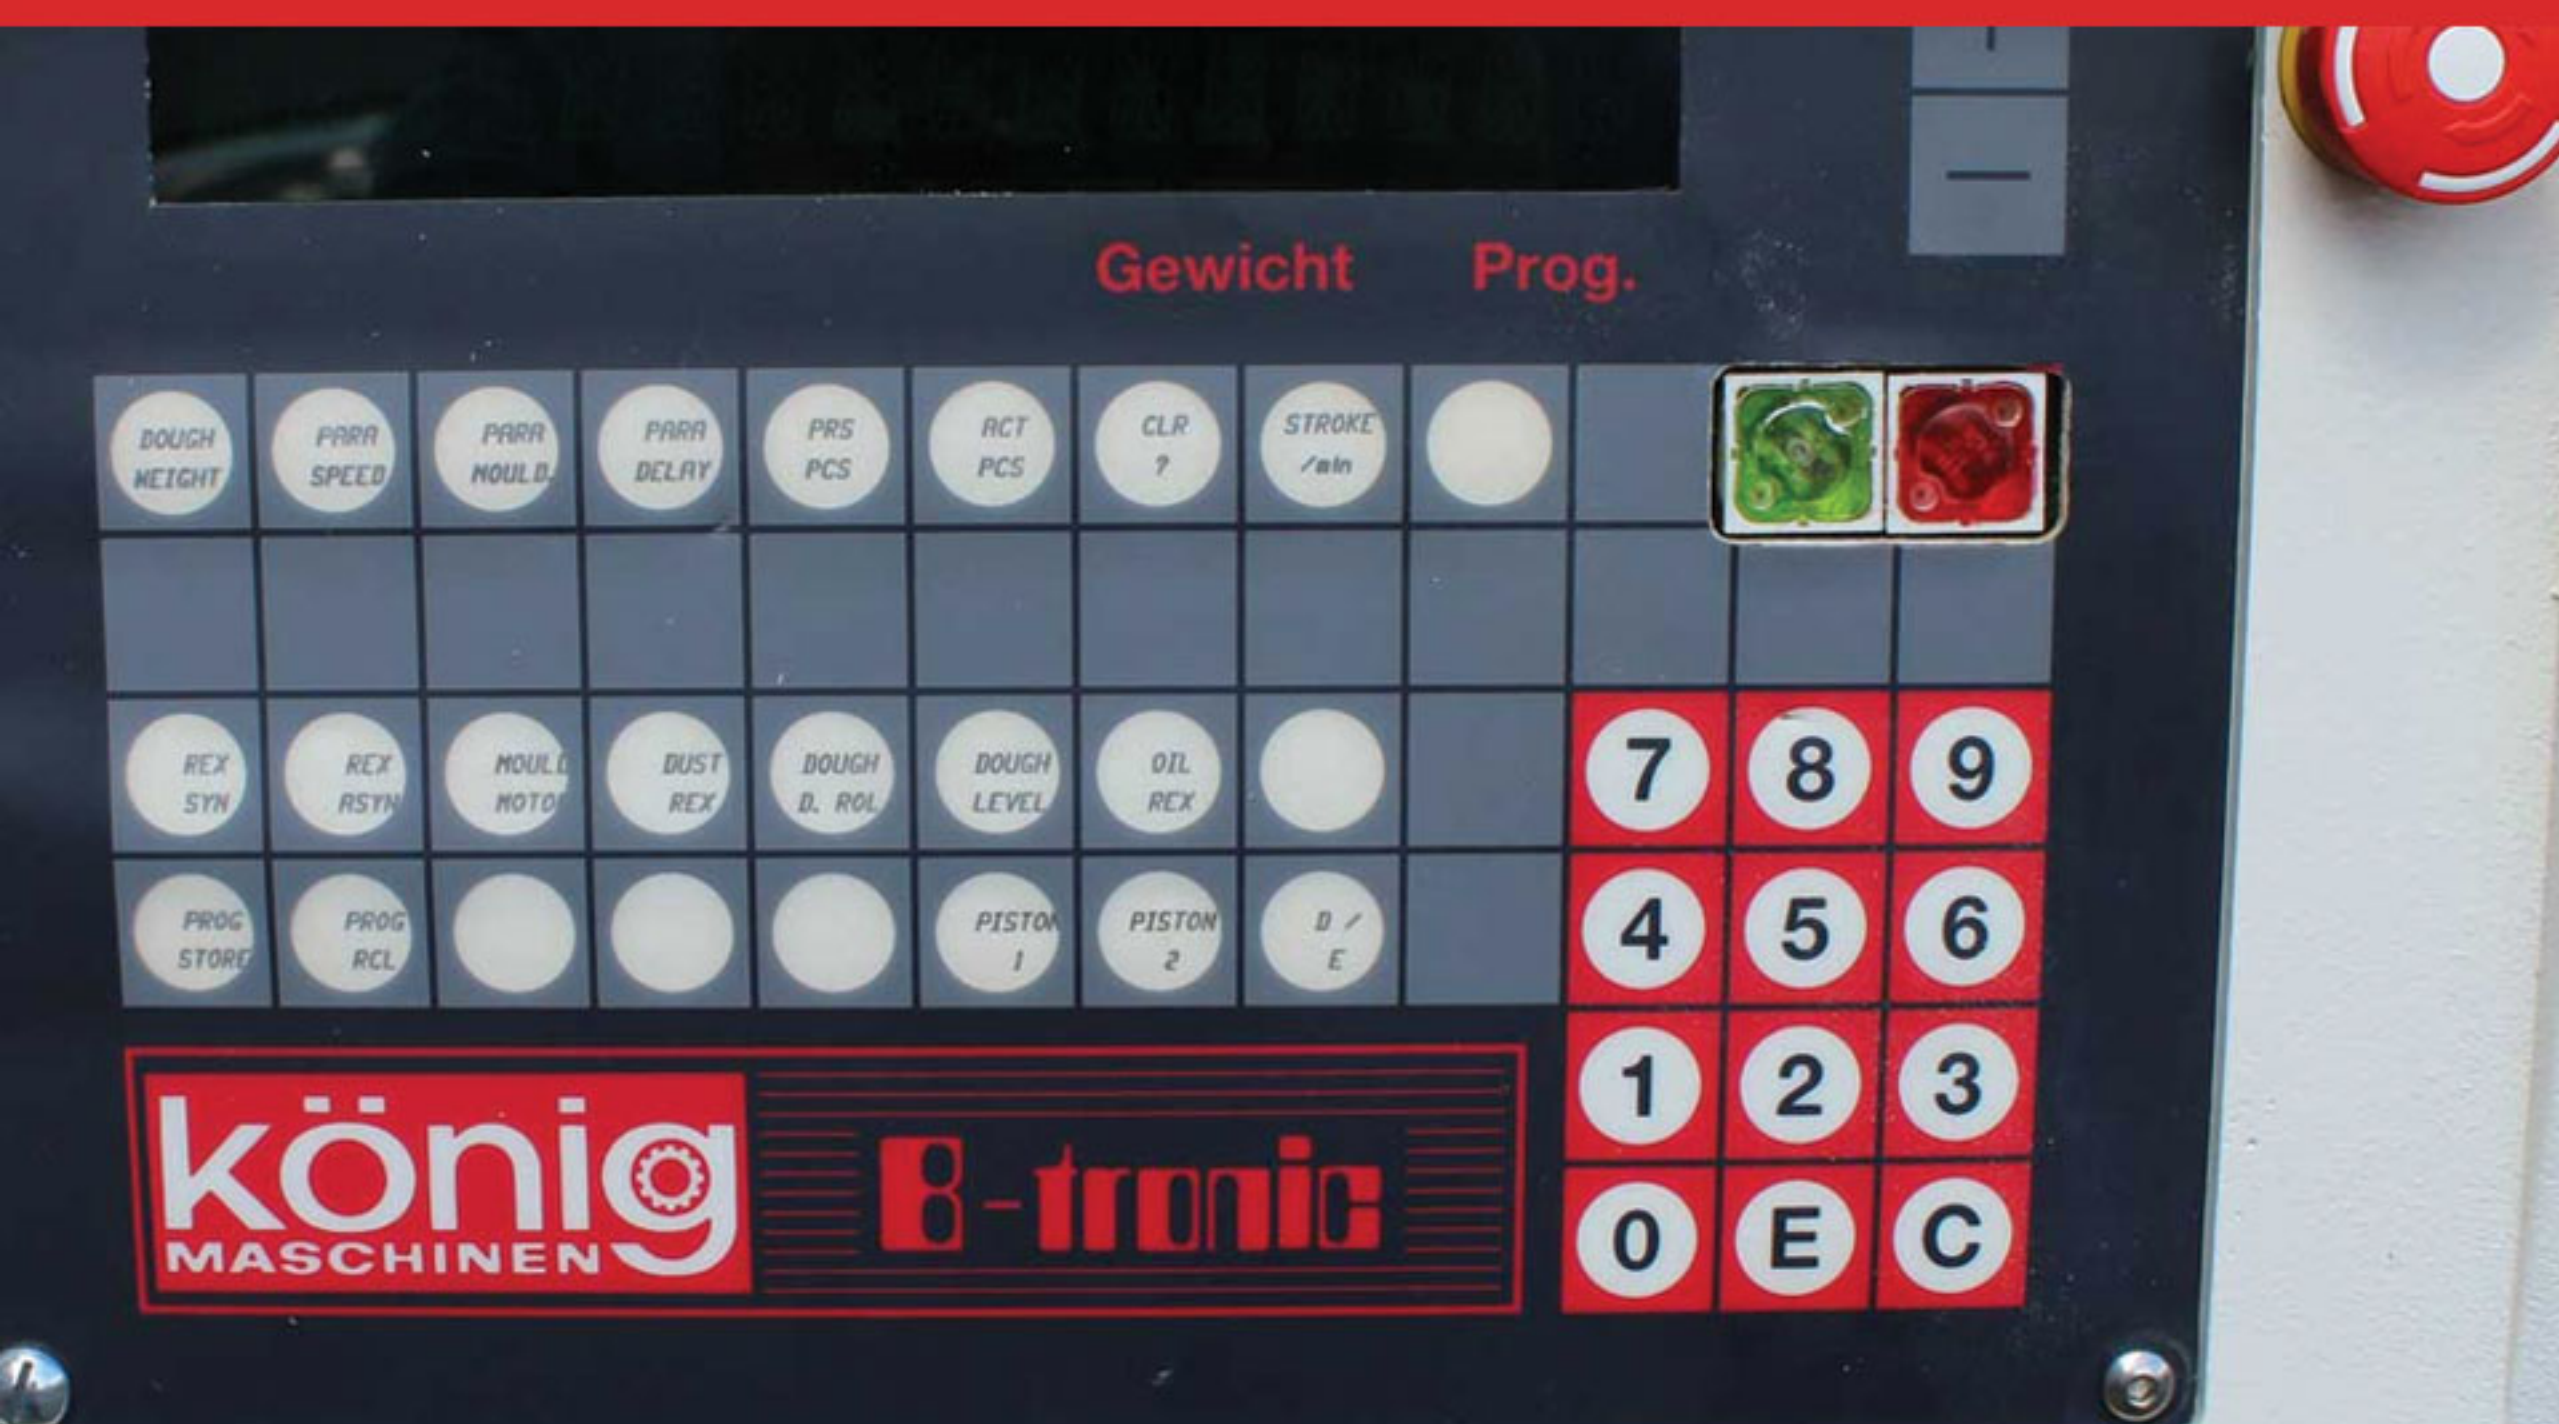 +
—
Gewicht Prog.
DOUGH WEIGHT
PARA SPEED
PARA MOULD.
PARA DELAY
PRS PCS
ACT PCS
CLR ?
STROKE /min
REX SYN
REX ASYN
MOULD MOTO
DUST REX
DOUGH D. ROL
DOUGH LEVEL
OIL REX
7 8 9
PROG STORE
PROG RCL
PISTON 1
PISTON 2
D / E
4 5 6
1 2 3
0 E C
könig
MASCHINEN
B-tronic